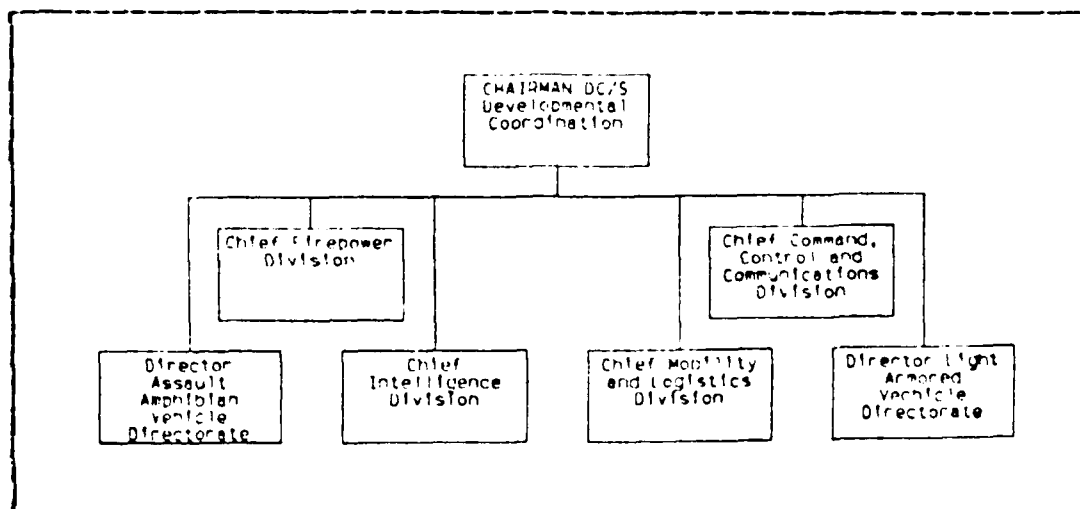 CHAIRMAN DC/S
Developmental
Coordination
Chief Firepower
Division
Chief Command,
Control and
Communications
Division
Director
Assault
Amphibian
Vehicle
Directorate
Chief
Intelligence
Division
Chief Mobility
and Logistics
Division
Director Light
Armored
Vechicle
Directorate